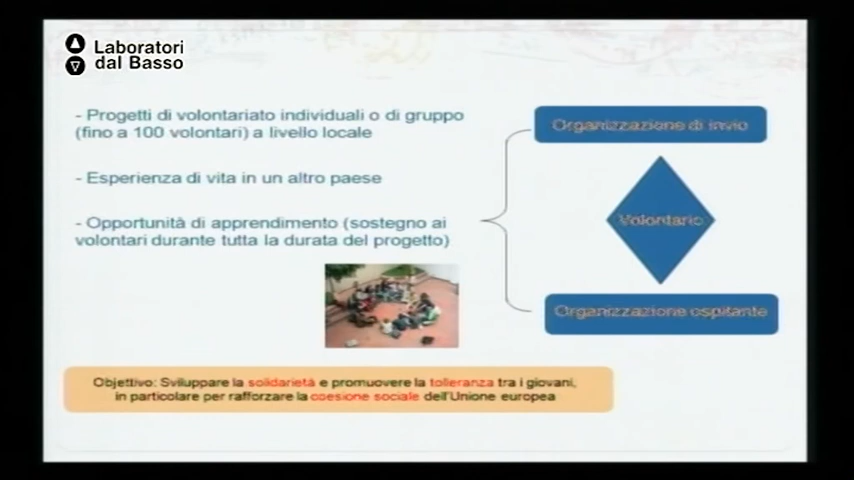 Laboratori
dal Basso
- Progetti di volontariato individuali o di gruppo
(fino a 100 volontari) a livello locale
- Esperienza di vita in un altro paese
- Opportunità di apprendimento (sostegno ai
volontari durante tutta la durata del progetto)
Organizzazione di invio
Volontario
Organizzazione ospitante
Objettivo: Sviluppare la solidarietà e promuovere la tolleranza tra i giovani,
in particolare per rafforzare la coesione sociale dell'Unione europea